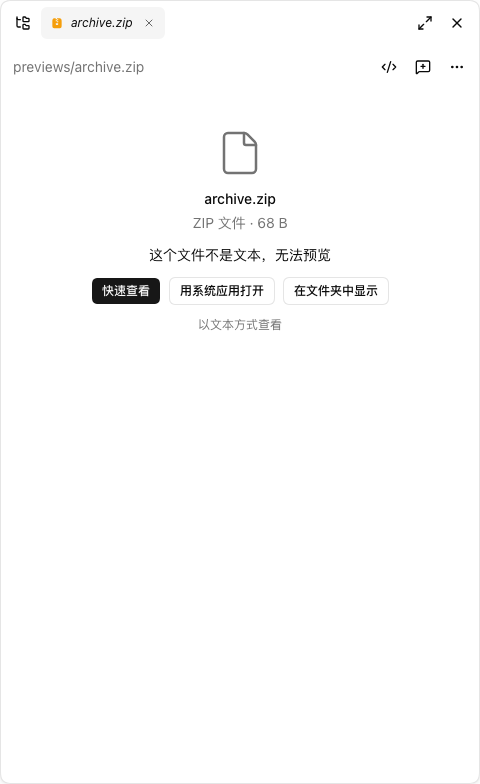 archive.zip
previews/archive.zip
archive.zip
ZIP 文件 · 68 B
这个文件不是文本，无法预览
快速查看 用系统应用打开 在文件夹中显示
以文本方式查看